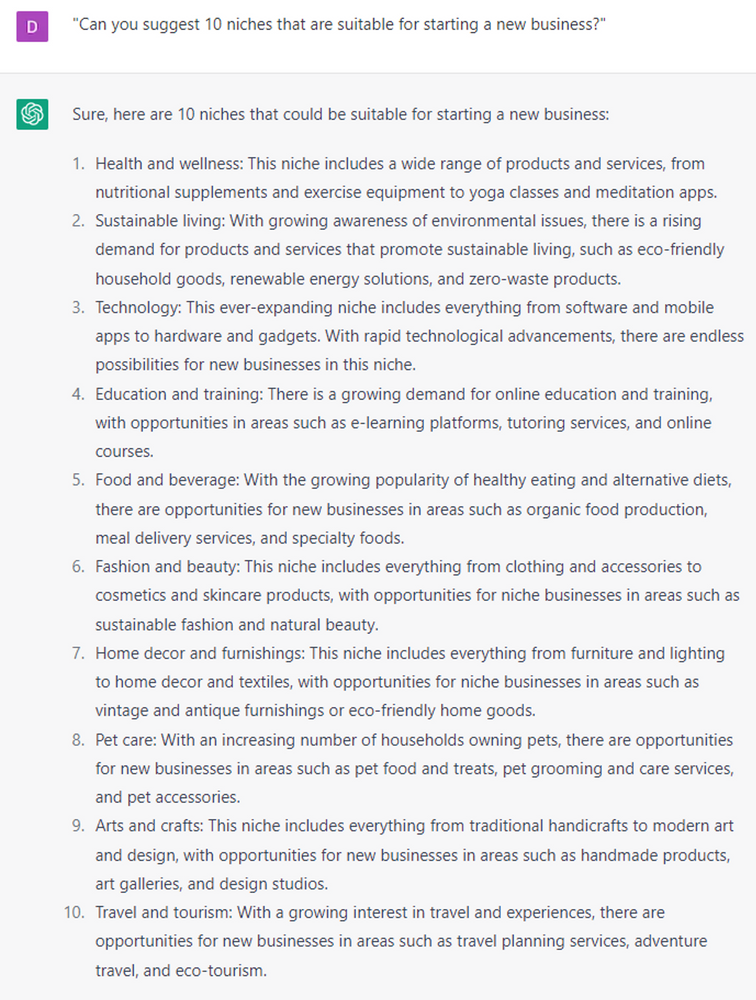 D
"Can you suggest 10 niches that are suitable for starting a new business?"
Sure, here are 10 niches that could be suitable for starting a new business:
1. Health and wellness: This niche includes a wide range of products and services, from
nutritional supplements and exercise equipment to yoga classes and meditation apps.
2. Sustainable living: With growing awareness of environmental issues, there is a rising
demand for products and services that promote sustainable living, such as eco-friendly
household goods, renewable energy solutions, and zero-waste products.
3. Technology: This ever-expanding niche includes everything from software and mobile
apps to hardware and gadgets. With rapid technological advancements, there are endless
possibilities for new businesses in this niche.
4. Education and training: There is a growing demand for online education and training,
with opportunities in areas such as e-learning platforms, tutoring services, and online
courses.
5. Food and beverage: With the growing popularity of healthy eating and alternative diets,
there are opportunities for new businesses in areas such as organic food production,
meal delivery services, and specialty foods.
6. Fashion and beauty: This niche includes everything from clothing and accessories to
cosmetics and skincare products, with opportunities for niche businesses in areas such as
sustainable fashion and natural beauty.
7. Home decor and furnishings: This niche includes everything from furniture and lighting
to home decor and textiles, with opportunities for niche businesses in areas such as
vintage and antique furnishings or eco-friendly home goods.
8. Pet care: With an increasing number of households owning pets, there are opportunities
for new businesses in areas such as pet food and treats, pet grooming and care services,
and pet accessories.
9. Arts and crafts: This niche includes everything from traditional handicrafts to modern art
and design, with opportunities for new businesses in areas such as handmade products,
art galleries, and design studios.
10. Travel and tourism: With a growing interest in travel and experiences, there are
opportunities for new businesses in areas such as travel planning services, adventure
travel, and eco-tourism.